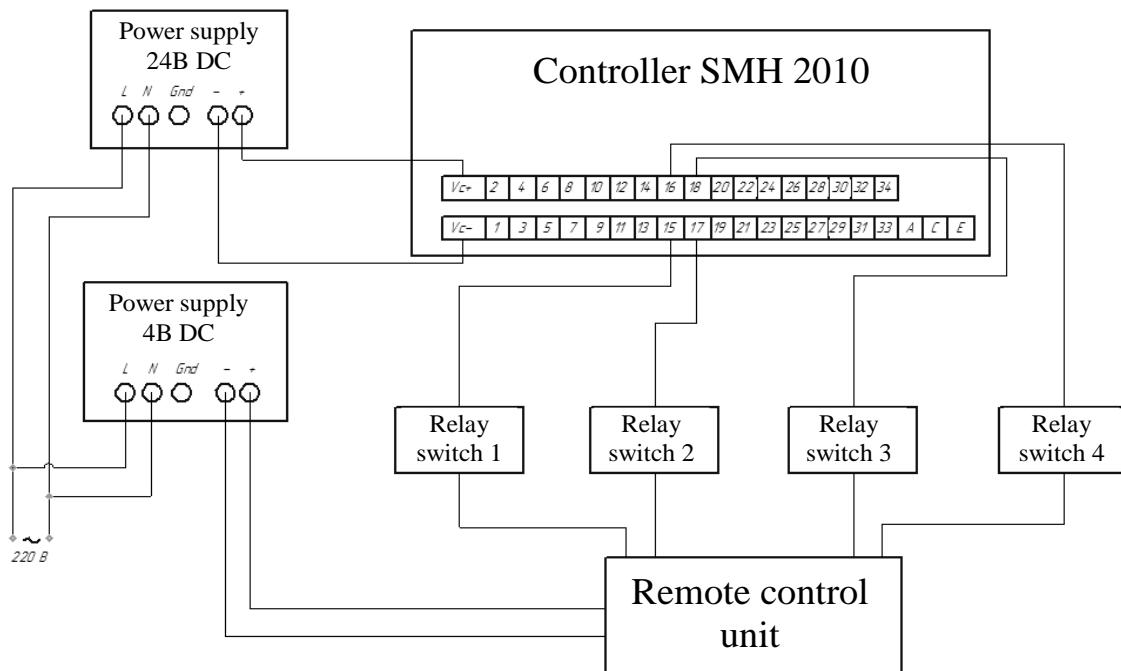 Power supply
24B DC
L N Gnd - +
Controller SMH 2010
Vc+ 2 4 6 8 10 12 14 16 18 20 22 24 26 28 30 32 34
Vc- 1 3 5 7 9 11 13 15 17 19 21 23 25 27 29 31 33 A C E
Power supply
4B DC
L N Gnd - +
Relay
switch 1
Relay
switch 2
Relay
switch 3
Relay
switch 4
~
220 В
Remote control
unit